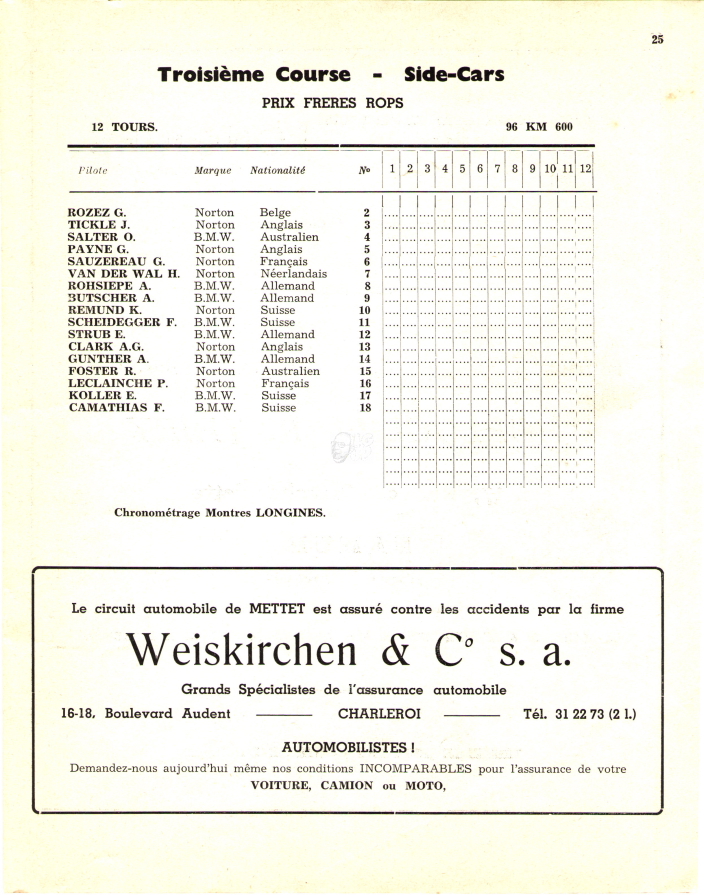 25
Troisième Course - Side-Cars
PRIX FRERES ROPS
12 TOURS. 96 KM 600
Pilote Marque Nationalité No 1 2 3 4 5 6 7 8 9 10 11 12
ROZEZ G. Norton Belge 2
TICKLE J. Norton Anglais 3
SALTER O. B.M.W. Australien 4
PAYNE G. Norton Anglais 5
SAUZEREAU G. Norton Français 6
VAN DER WAL H. Norton Néerlandais 7
ROHSIEPE A. B.M.W. Allemand 8
BUTSCHER A. B.M.W. Allemand 9
REMUND K. Norton Suisse 10
SCHEIDEGGER F. B.M.W. Suisse 11
STRUB E. B.M.W. Allemand 12
CLARK A.G. Norton Anglais 13
GUNTHER A. B.M.W. Allemand 14
FOSTER R. Norton Australien 15
LECLAINCHE P. Norton Français 16
KOLLER E. B.M.W. Suisse 17
CAMATHIAS F. B.M.W. Suisse 18
Chronométrage Montres LONGINES.
Le circuit automobile de METTET est assuré contre les accidents par la firme
Weiskirchen & Co s. a.
Grands Spécialistes de l'assurance automobile
16-18, Boulevard Audent CHARLEROI Tél. 31 22 73 (2 l.)
AUTOMOBILISTES !
Demandez-nous aujourd'hui même nos conditions INCOMPARABLES pour l'assurance de votre
VOITURE, CAMION ou MOTO,